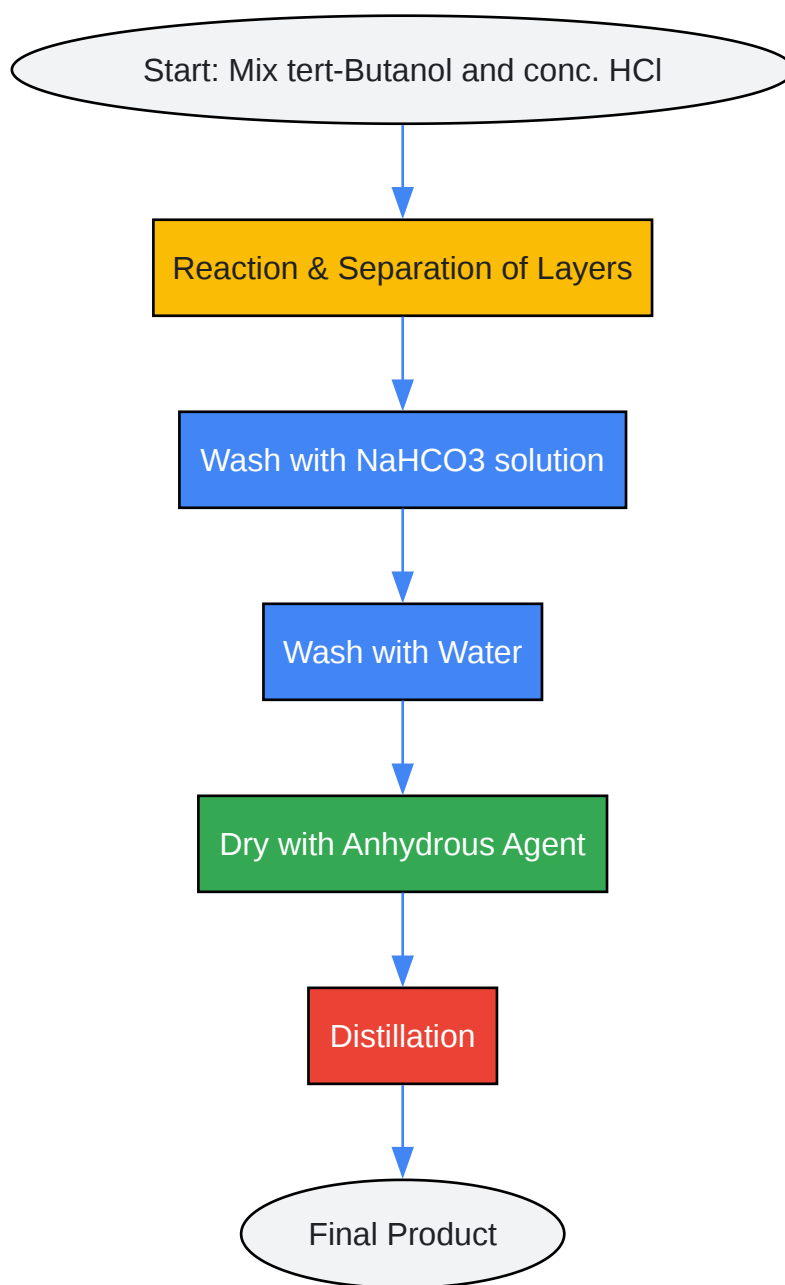 Start: Mix tert-Butanol and conc. HCl
Reaction & Separation of Layers
Wash with NaHCO3 solution
Wash with Water
Dry with Anhydrous Agent
Distillation
Final Product